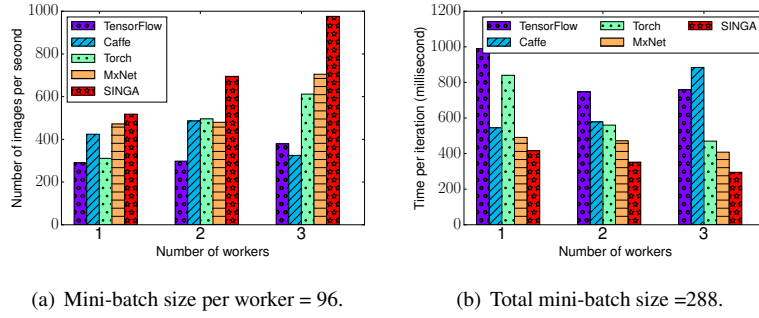 1000
800
600
400
200
0
Number of images per second
TensorFlow
Caffe
Torch
MxNet
SINGA
1 2 3
Number of workers
(a) Mini-batch size per worker = 96.
1200
1000
800
600
400
200
0
Time per iteration (millisecond)
TensorFlow Torch SINGA
Caffe MxNet
1 2 3
Number of workers
(b) Total mini-batch size =288.